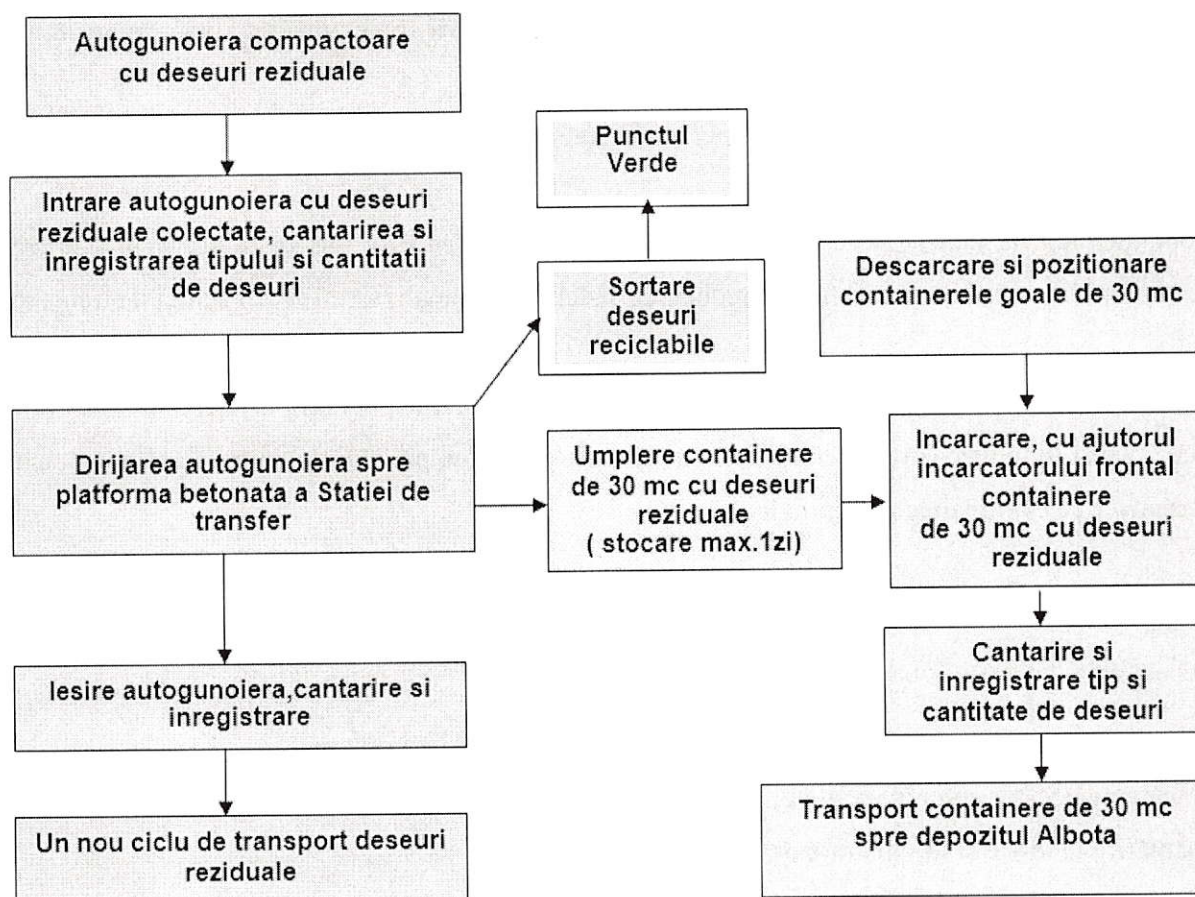 Autogunoiera compactoare
cu deseuri reziduale
Punctul
Verde
Intrare autogunoiera cu deseuri
reziduale colectate, cantarirea si
inregistrarea tipului si cantitatii
de deseuri
Sortare
deseuri
reciclabile
Descarcare si pozitionare
containerele goale de 30 mc
Dirijarea autogunoiera spre
platforma betonata a Statiei de
transfer
Umplere containere
de 30 mc cu deseuri
reziduale
( stocare max.1zi)
Incarcare, cu ajutorul
incarcatorului frontal
containere
de 30 mc cu deseuri
reziduale
Iesire autogunoiera,cantarire si
inregistrare
Cantarire si
inregistrare tip si
cantitate de deseuri
Un nou ciclu de transport deseuri
reziduale
Transport containere de 30 mc
spre depozitul Albota